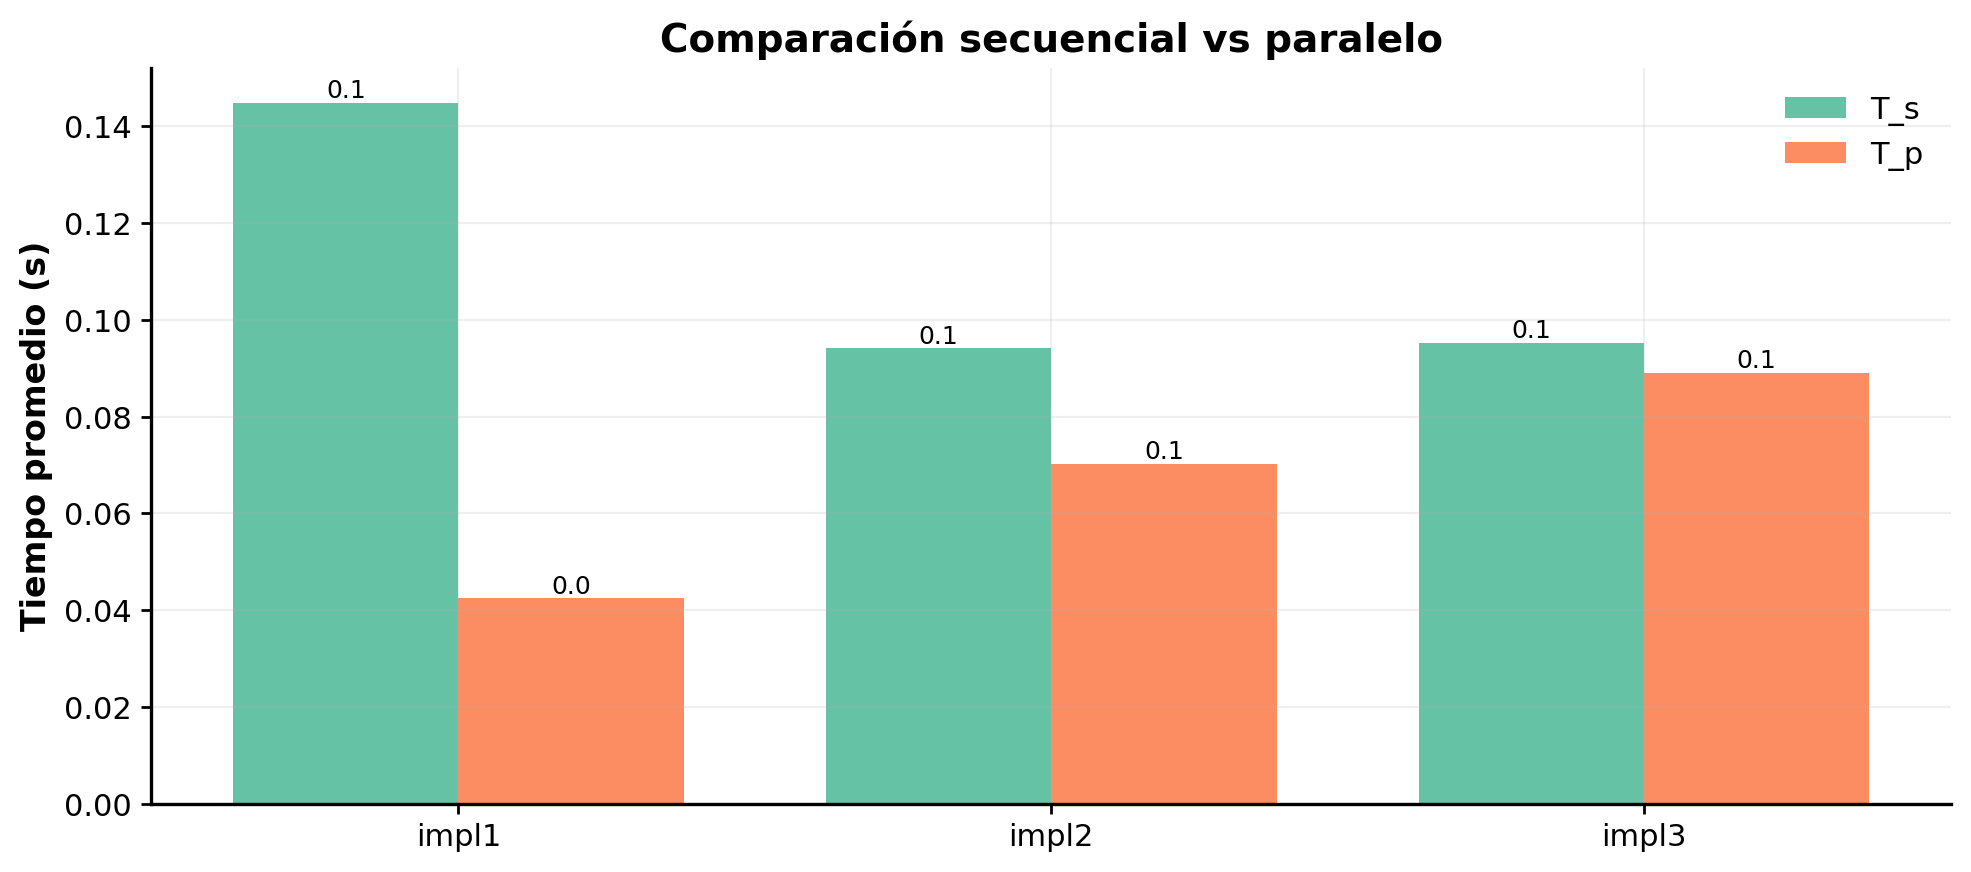 Comparación secuencial vs paralelo
T_s
T_p
Tiempo promedio (s)
0.14
0.12
0.10
0.08
0.06
0.04
0.02
0.00
0.1
0.0
0.1
0.1
0.1
0.1
impl1
impl2
impl3